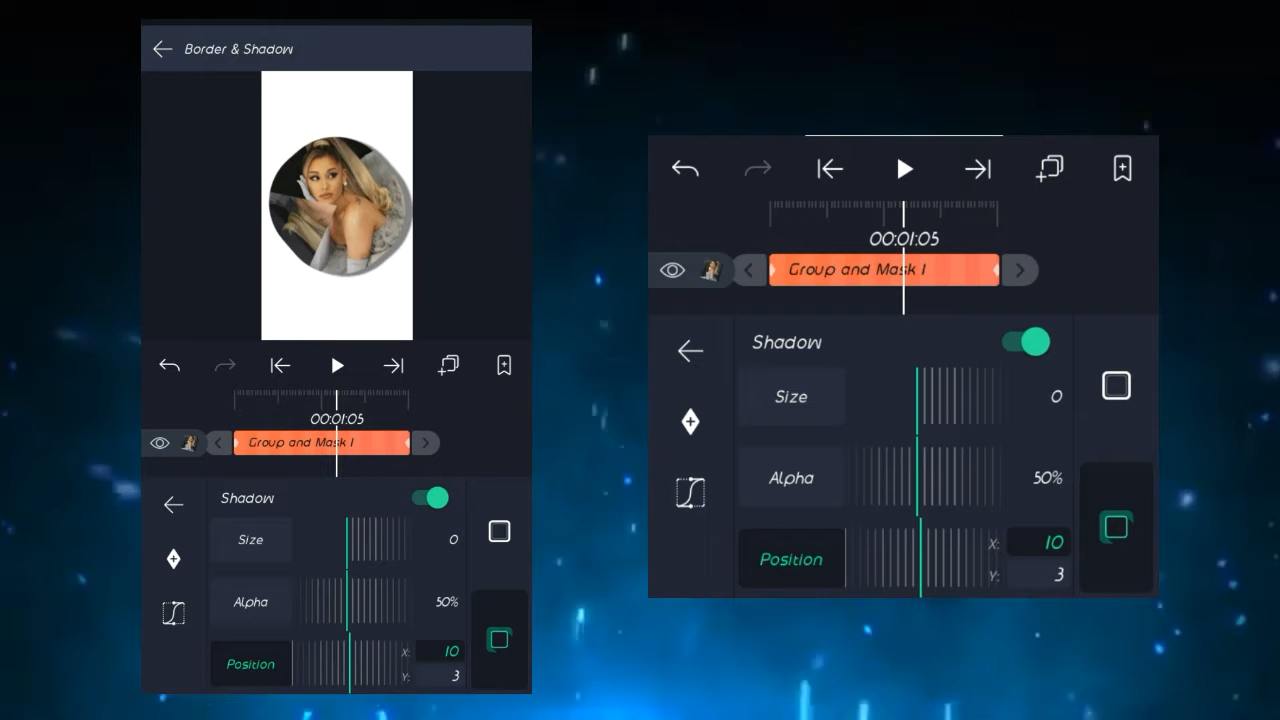 Border & Shadow
00:01:05
Group and Mask 1
Shadow
Size
0
Alpha
50%
Position
X: 10
Y: 3
00:01:05
Group and Mask 1
Shadow
Size
0
Alpha
50%
Position
X: 10
Y: 3